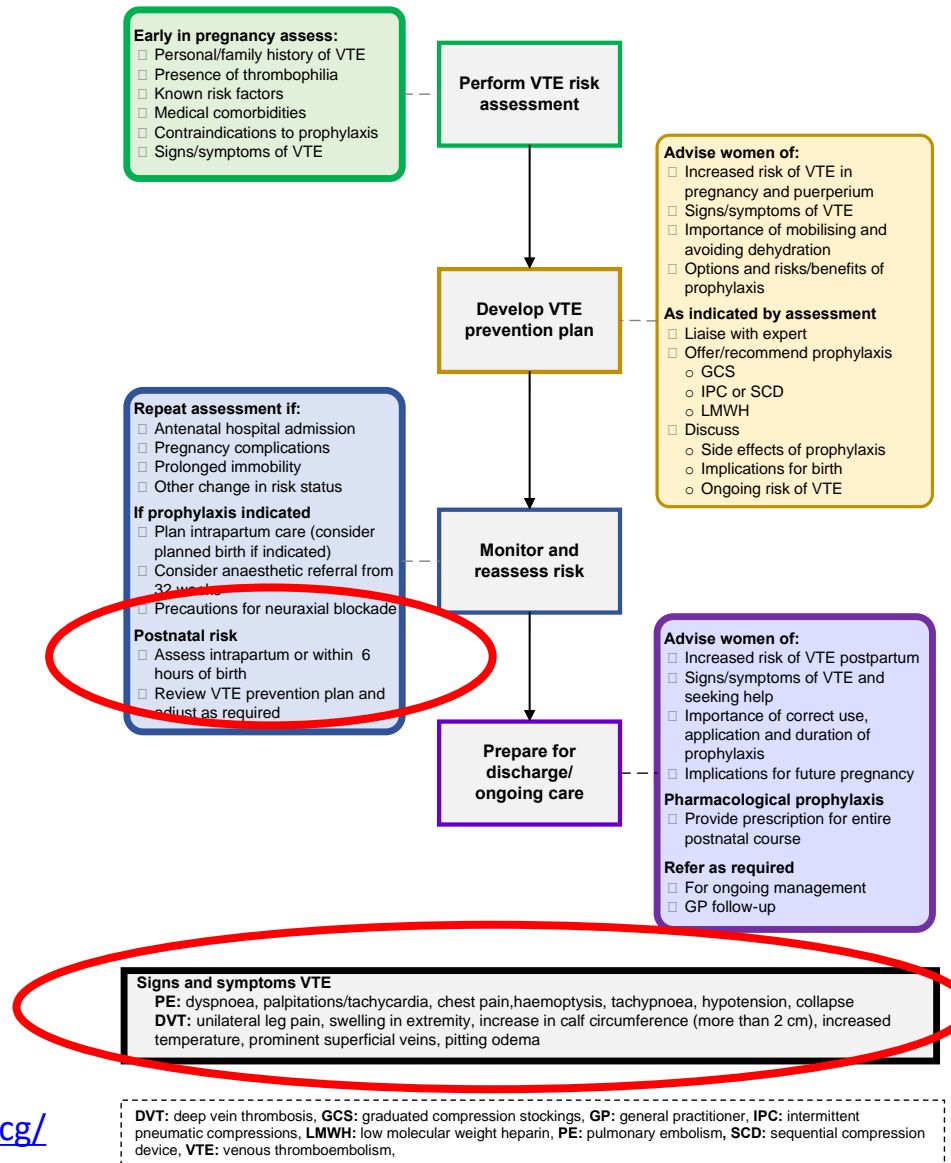 Early in pregnancy assess:
□ Personal/family history of VTE
□ Presence of thrombophilia
□ Known risk factors
□ Medical comorbidities
□ Contraindications to prophylaxis
□ Signs/symptoms of VTE
Perform VTE risk
assessment
Advise women of:
□ Increased risk of VTE in
pregnancy and puerperium
□ Signs/symptoms of VTE
□ Importance of mobilising and
avoiding dehydration
□ Options and risks/benefits of
prophylaxis
As indicated by assessment
□ Liaise with expert
□ Offer/recommend prophylaxis
o GCS
o IPC or SCD
o LMWH
□ Discuss
o Side effects of prophylaxis
o Implications for birth
o Ongoing risk of VTE
Develop VTE
prevention plan
Repeat assessment if:
□ Antenatal hospital admission
□ Pregnancy complications
□ Prolonged immobility
□ Other change in risk status
If prophylaxis indicated
□ Plan intrapartum care (consider
planned birth if indicated)
□ Consider anaesthetic referral from
32 weeks
□ Precautions for neuraxial blockade
Postnatal risk
□ Assess intrapartum or within 6
hours of birth
□ Review VTE prevention plan and
adjust as required
Monitor and
reassess risk
Advise women of:
□ Increased risk of VTE postpartum
□ Signs/symptoms of VTE and
seeking help
□ Importance of correct use,
application and duration of
prophylaxis
□ Implications for future pregnancy
Pharmacological prophylaxis
□ Provide prescription for entire
postnatal course
Refer as required
□ For ongoing management
□ GP follow-up
Prepare for
discharge/
ongoing care
Signs and symptoms VTE
PE: dyspnoea, palpitations/tachycardia, chest pain,haemoptysis, tachypnoea, hypotension, collapse
DVT: unilateral leg pain, swelling in extremity, increase in calf circumference (more than 2 cm), increased
temperature, prominent superficial veins, pitting odema
cg/
DVT: deep vein thrombosis, GCS: graduated compression stockings, GP: general practitioner, IPC: intermittent
pneumatic compressions, LMWH: low molecular weight heparin, PE: pulmonary embolism, SCD: sequential compression
device, VTE: venous thromboembolism,